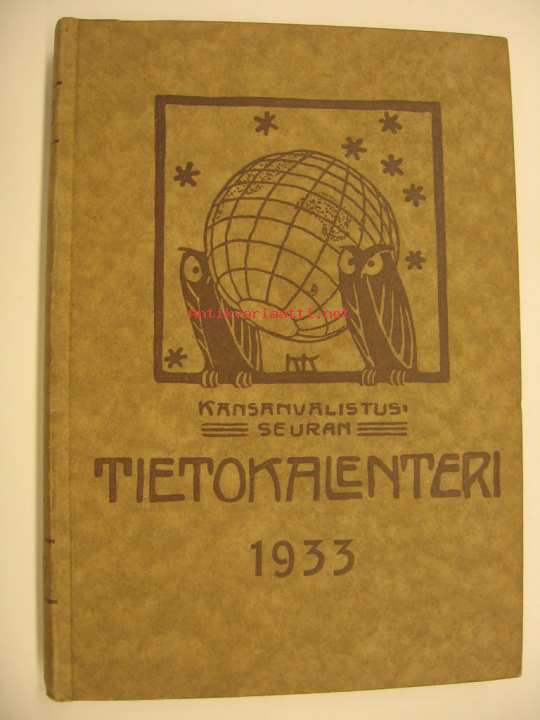 Antikvariaatti.net
KANSANVALISTUS-
SEURAN
TIETOKALENTERI
1933